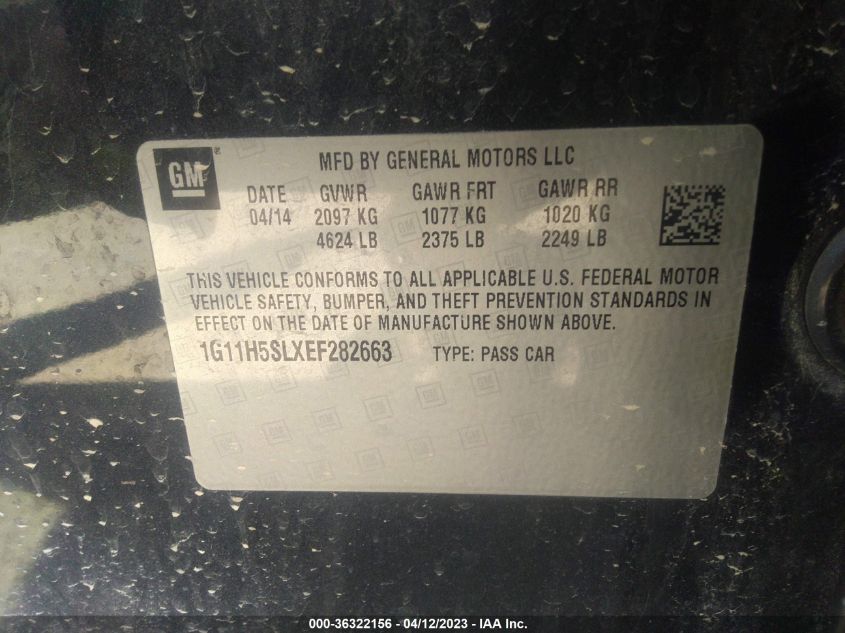 GM
MFD BY GENERAL MOTORS LLC
DATE GVWR GAWR FRT GAWR RR
04/14 2097 KG 1077 KG 1020 KG
4624 LB 2375 LB 2249 LB
THIS VEHICLE CONFORMS TO ALL APPLICABLE U.S. FEDERAL MOTOR
VEHICLE SAFETY, BUMPER, AND THEFT PREVENTION STANDARDS IN
EFFECT ON THE DATE OF MANUFACTURE SHOWN ABOVE.
1G11H5SLXEF282663 TYPE: PASS CAR
000-36322156 - 04/12/2023 - IAA Inc.